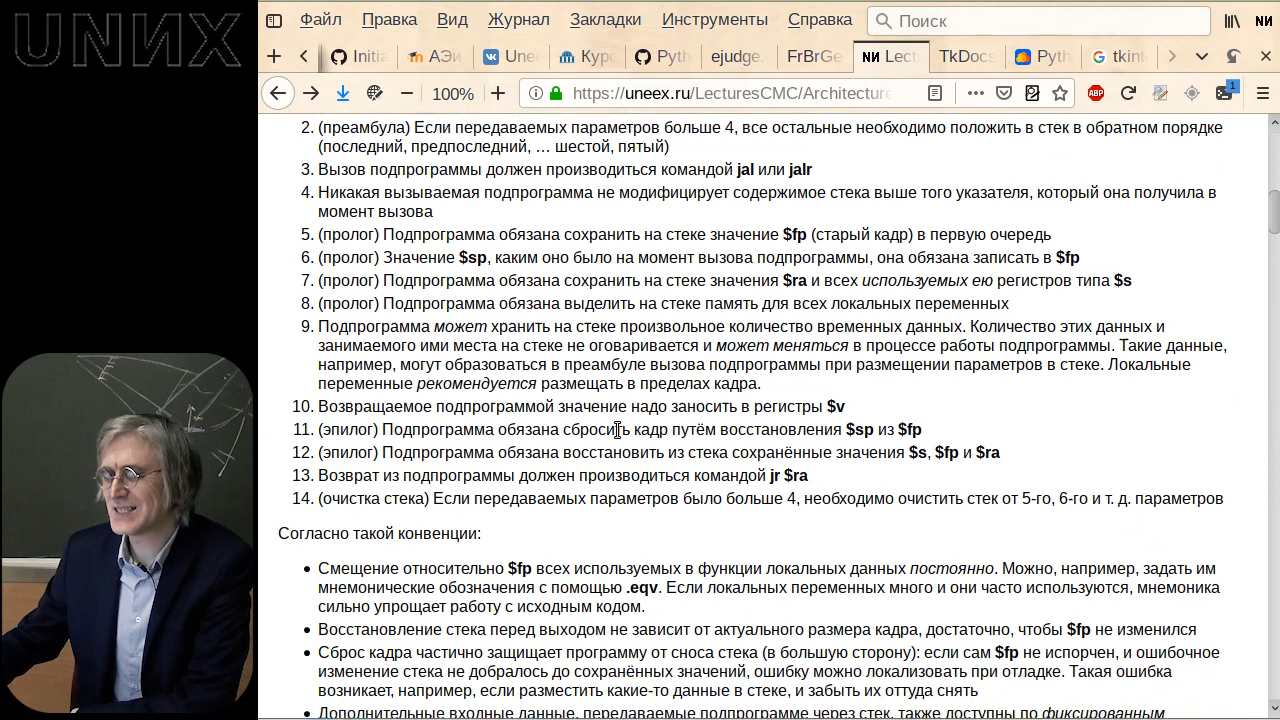 UNИX
Файл Правка Вид Журнал Закладки Инструменты Справка Поиск
Initia АЭи Unee Курс Pyth ejudge. FrBrGe Lect TkDocs Pyth tkint
100% https://uneex.ru/LecturesCMC/Architecture ABP 1
2. (преамбула) Если передаваемых параметров больше 4, все остальные необходимо положить в стек в обратном порядке
(последний, предпоследний, … шестой, пятый)
3. Вызов подпрограммы должен производиться командой jal или jalr
4. Никакая вызываемая подпрограмма не модифицирует содержимое стека выше того указателя, который она получила в
момент вызова
5. (пролог) Подпрограмма обязана сохранить на стеке значение $fp (старый кадр) в первую очередь
6. (пролог) Значение $sp, каким оно было на момент вызова подпрограммы, она обязана записать в $fp
7. (пролог) Подпрограмма обязана сохранить на стеке значения $ra и всех используемых ею регистров типа $s
8. (пролог) Подпрограмма обязана выделить на стеке память для всех локальных переменных
9. Подпрограмма может хранить на стеке произвольное количество временных данных. Количество этих данных и
занимаемого ими места на стеке не оговаривается и может меняться в процессе работы подпрограммы. Такие данные,
например, могут образоваться в преамбуле вызова подпрограммы при размещении параметров в стеке. Локальные
переменные рекомендуется размещать в пределах кадра.
10. Возвращаемое подпрограммой значение надо заносить в регистры $v
11. (эпилог) Подпрограмма обязана сбросить кадр путём восстановления $sp из $fp
12. (эпилог) Подпрограмма обязана восстановить из стека сохранённые значения $s, $fp и $ra
13. Возврат из подпрограммы должен производиться командой jr $ra
14. (очистка стека) Если передаваемых параметров было больше 4, необходимо очистить стек от 5-го, 6-го и т. д. параметров
Согласно такой конвенции:
• Смещение относительно $fp всех используемых в функции локальных данных постоянно. Можно, например, задать им
мнемонические обозначения с помощью .eqv. Если локальных переменных много и они часто используются, мнемоника
сильно упрощает работу с исходным кодом.
• Восстановление стека перед выходом не зависит от актуального размера кадра, достаточно, чтобы $fp не изменился
• Сброс кадра частично защищает программу от сноса стека (в большую сторону): если сам $fp не испорчен, и ошибочное
изменение стека не добралось до сохранённых значений, ошибку можно локализовать при отладке. Такая ошибка
возникает, например, если разместить какие-то данные в стеке, и забыть их оттуда снять
• Дополнительные входные данные, передаваемые подпрограмме через стек, также доступны по фиксированным